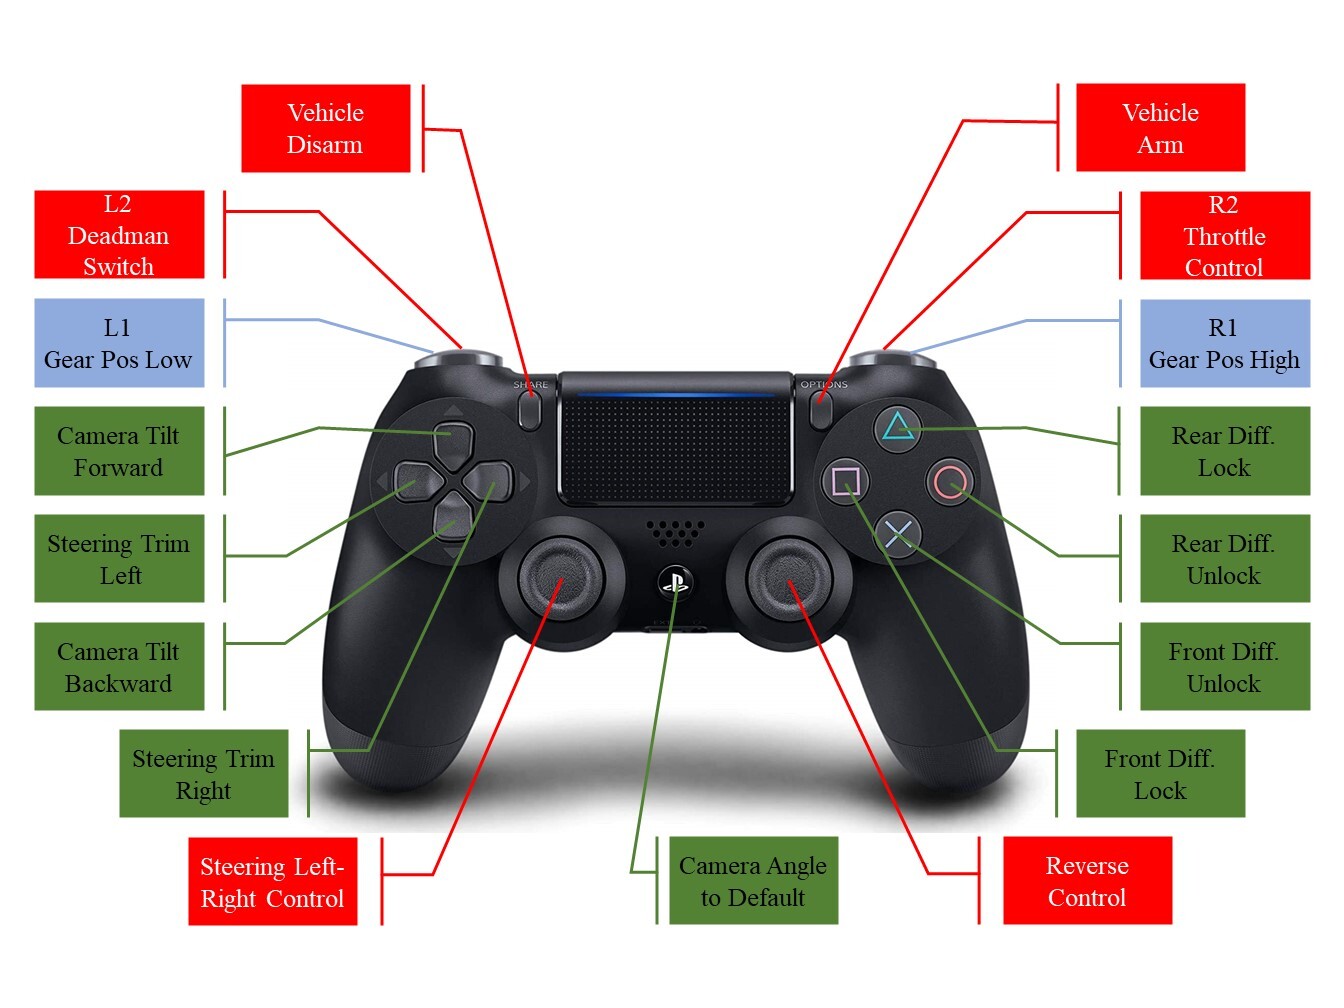 Vehicle
Disarm
Vehicle
Arm
L2
Deadman
Switch
R2
Throttle
Control
L1
Gear Pos Low
R1
Gear Pos High
SHARE
OPTIONS
Camera Tilt
Forward
Rear Diff.
Lock
Steering Trim
Left
Rear Diff.
Unlock
Camera Tilt
Backward
Front Diff.
Unlock
Steering Trim
Right
Front Diff.
Lock
Steering Left-
Right Control
Camera Angle
to Default
Reverse
Control